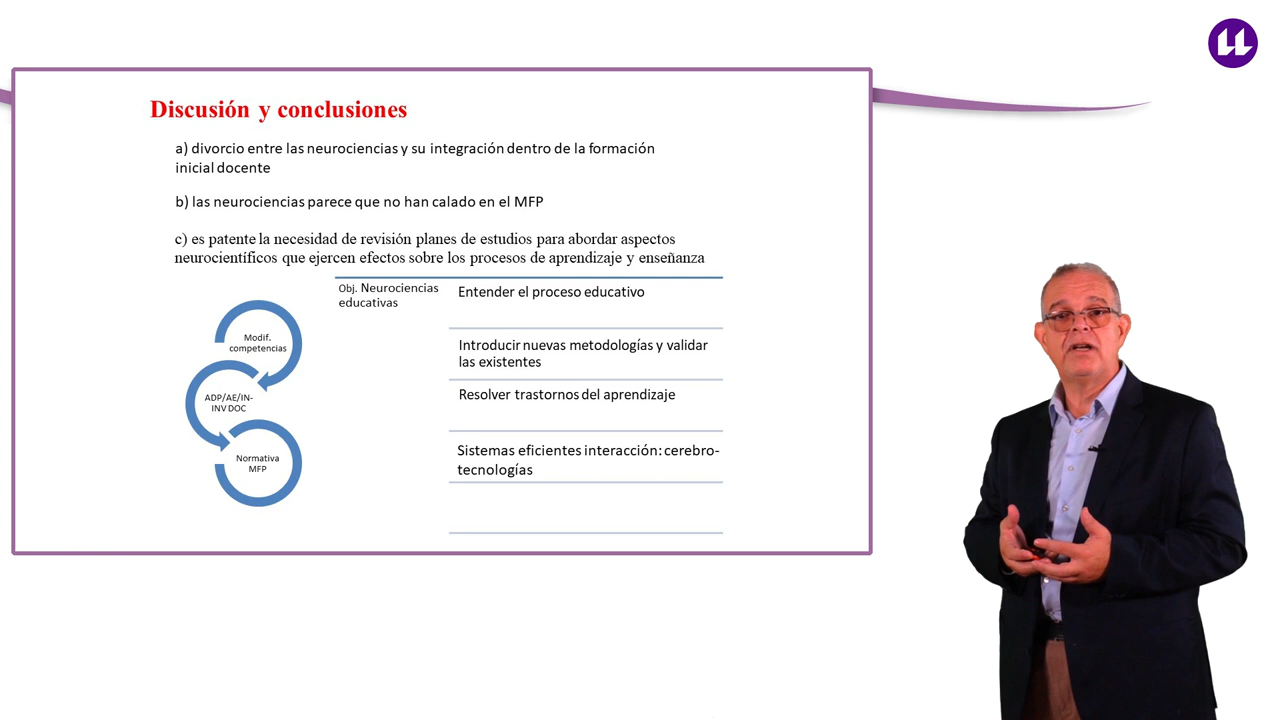 Discusión y conclusiones
a) divorcio entre las neurociencias y su integración dentro de la formación
inicial docente
b) las neurociencias parece que no han calado en el MFP
c) es patente la necesidad de revisión planes de estudios para abordar aspectos
neurocientíficos que ejercen efectos sobre los procesos de aprendizaje y enseñanza
Modif.
competencias
ADP/AE/IN-
INV DOC
Normativa
MFP
Obj. Neurociencias
educativas
Entender el proceso educativo
Introducir nuevas metodologías y validar
las existentes
Resolver trastornos del aprendizaje
Sistemas eficientes interacción: cerebro-
tecnologías